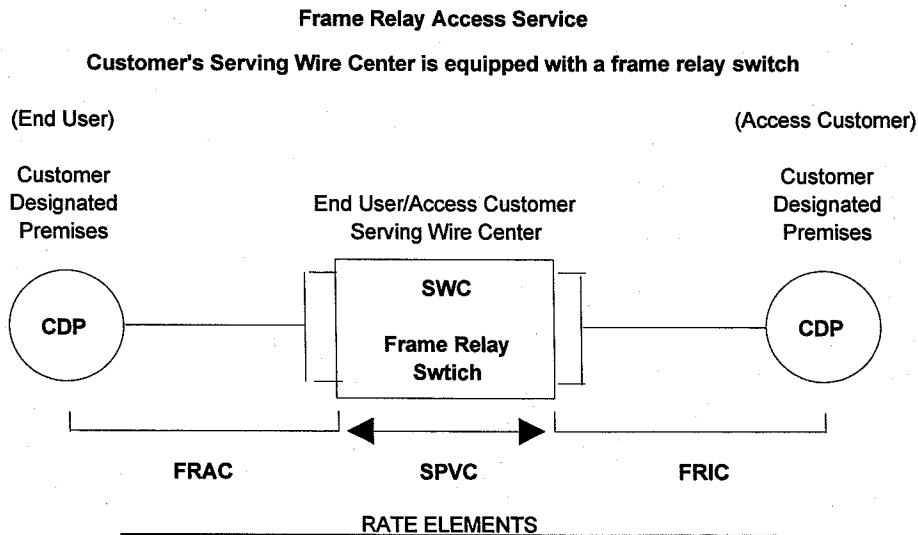 Frame Relay Access Service
Customer's Serving Wire Center is equipped with a frame relay switch
(End User)
(Access Customer)
Customer
Designated
Premises
End User/Access Customer
Serving Wire Center
Customer
Designated
Premises
CDP
SWC
Frame Relay
Swtich
CDP
FRAC
SPVC
FRIC
RATE ELEMENTS